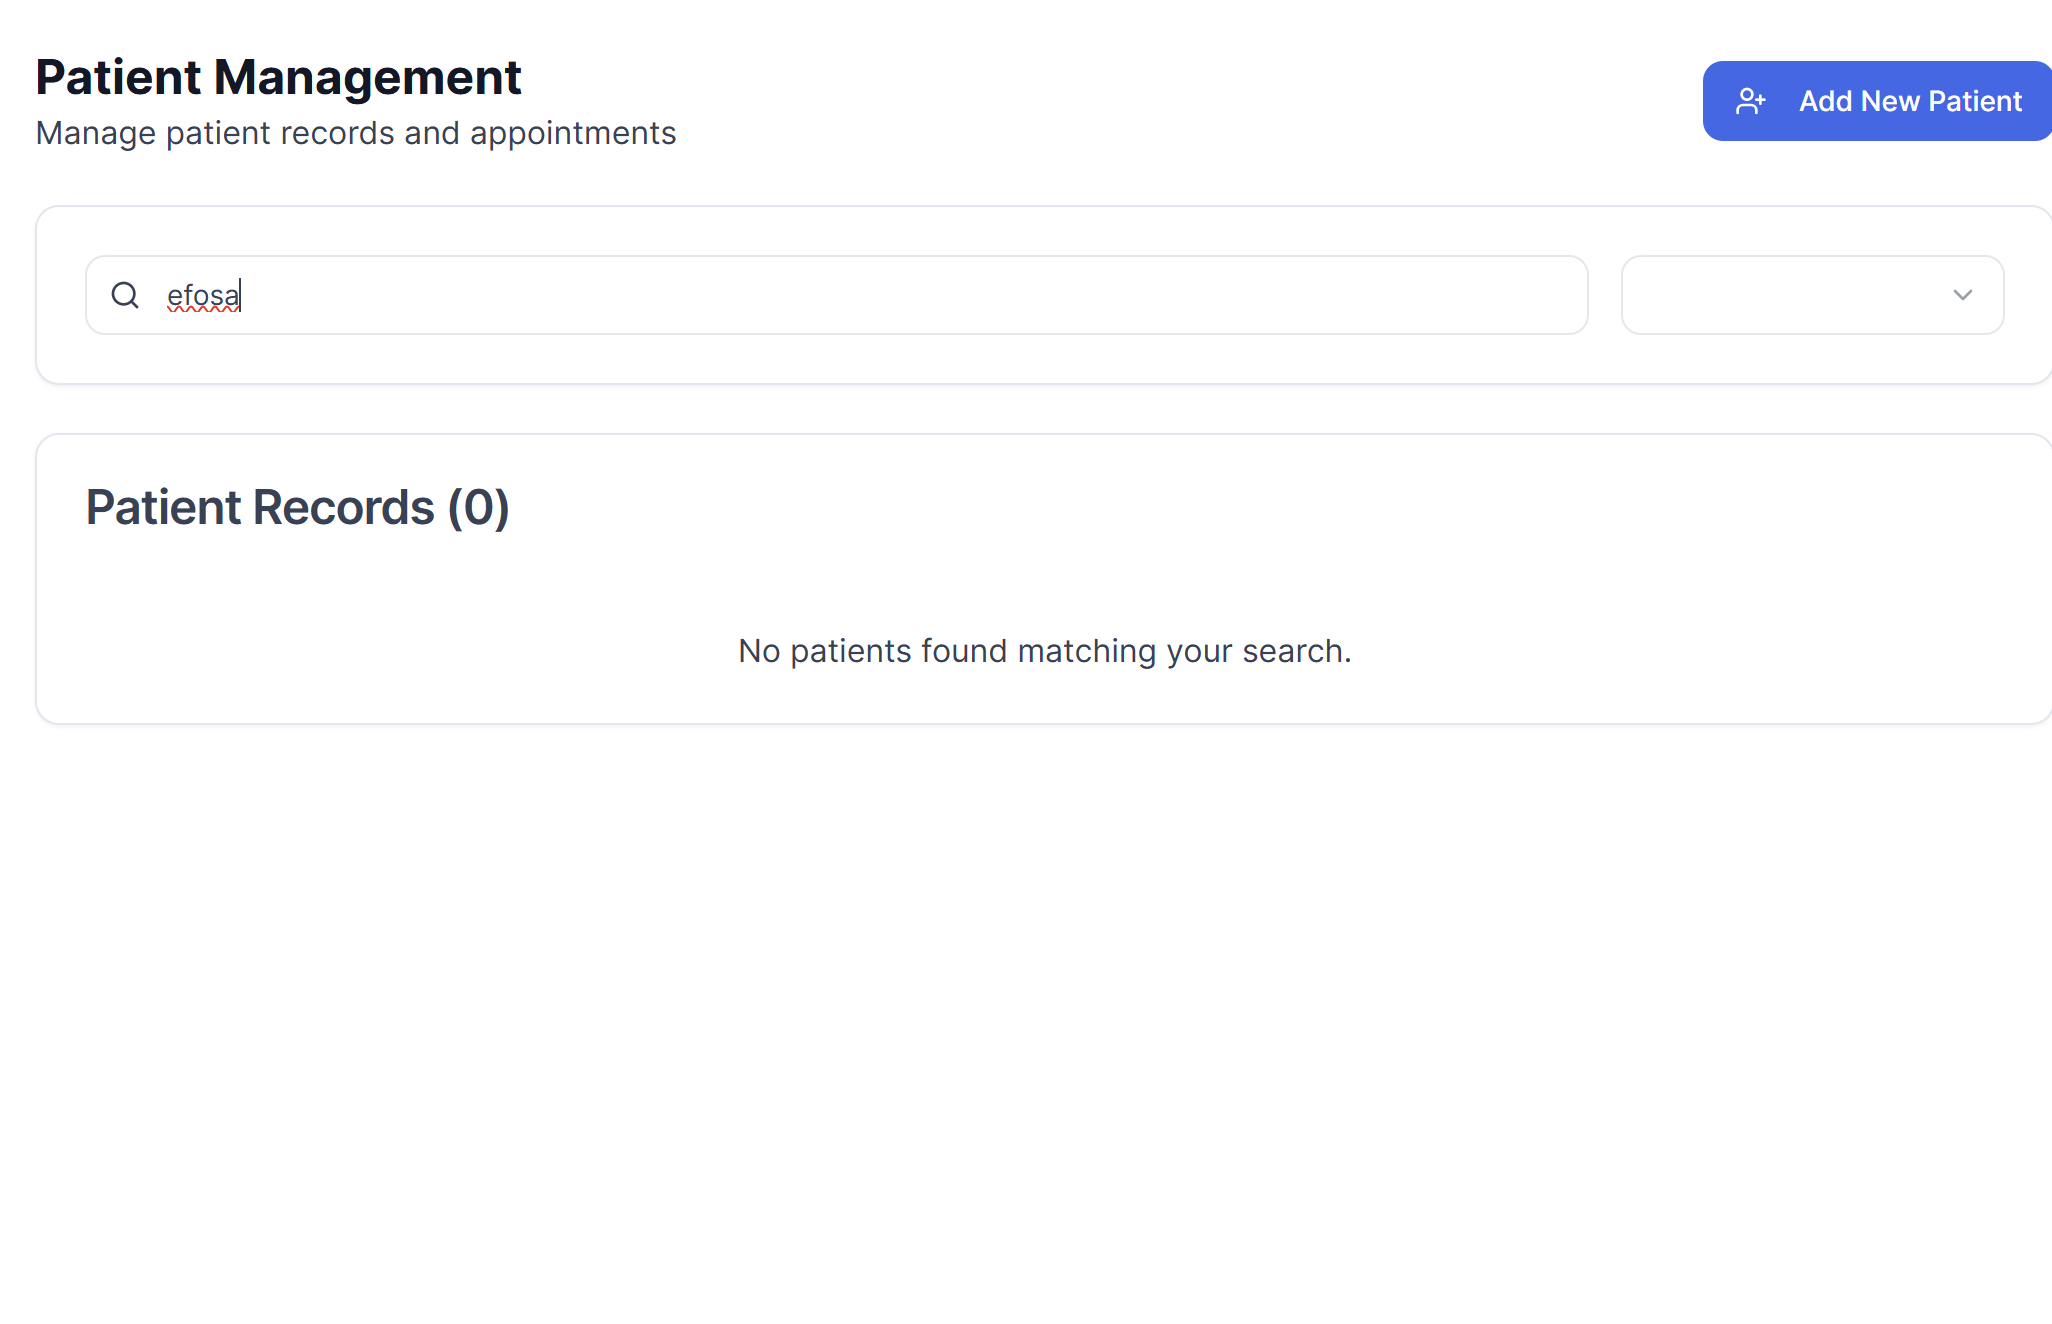 Patient Management
Manage patient records and appointments
Add New Patient
efosa
Patient Records (0)
No patients found matching your search.